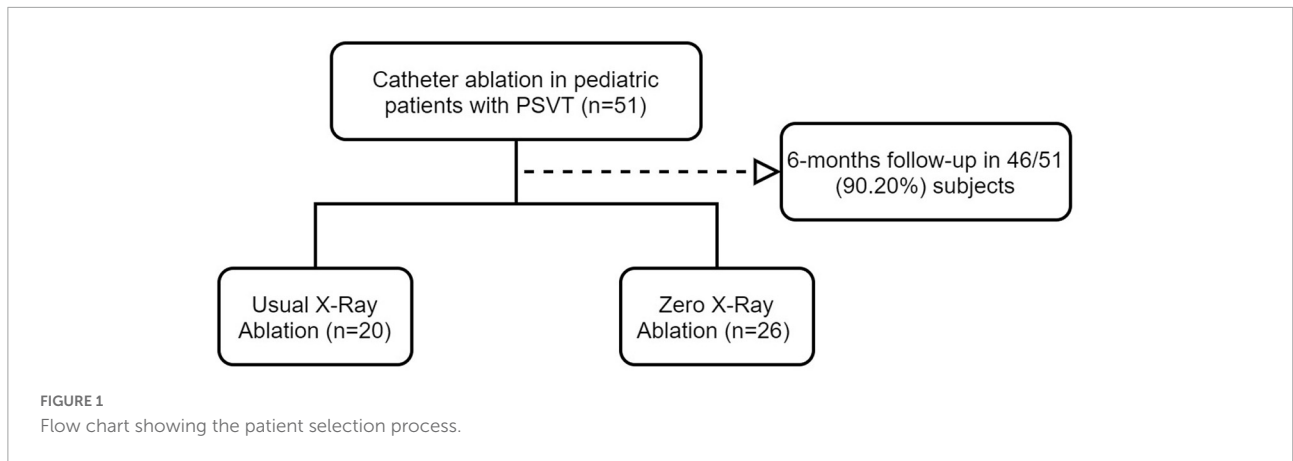 Catheter ablation in pediatric
patients with PSVT (n=51)
6-months follow-up in 46/51
(90.20%) subjects
Usual X-Ray
Ablation (n=20)
Zero X-Ray
Ablation (n=26)
FIGURE 1
Flow chart showing the patient selection process.